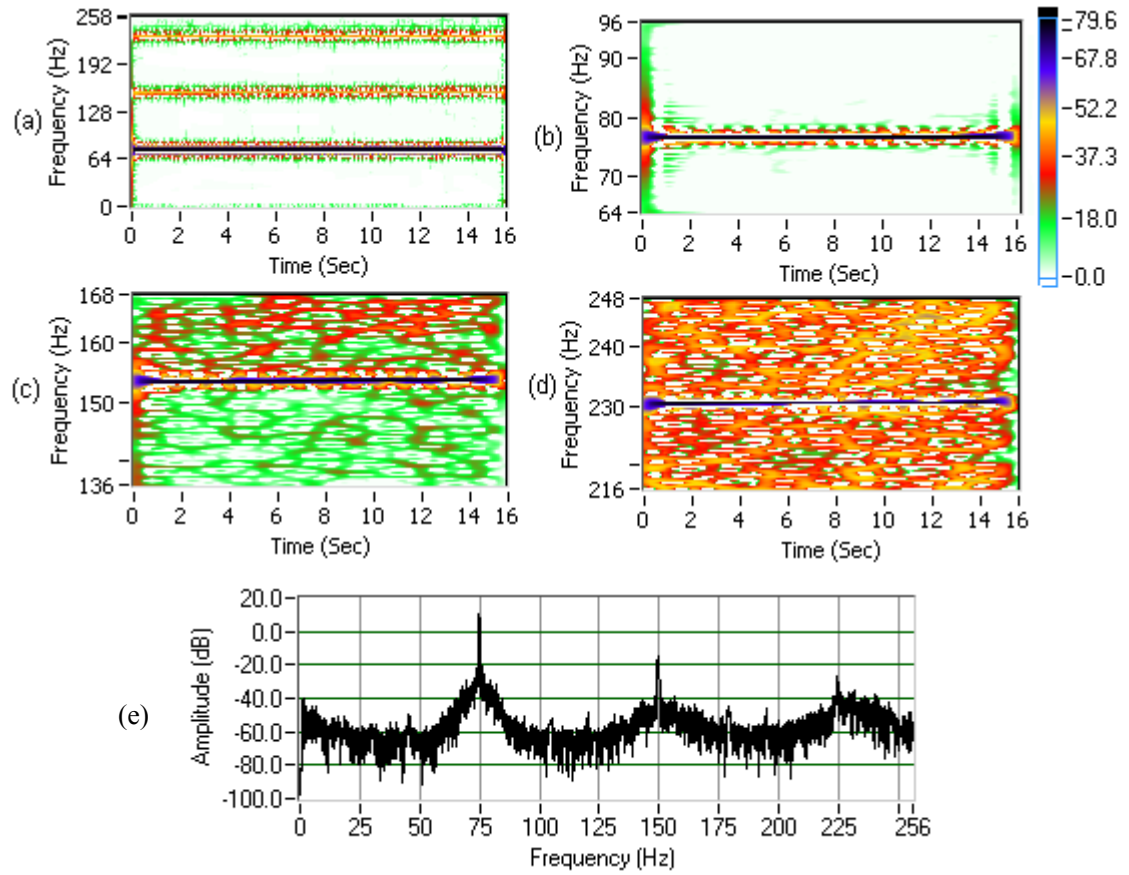 (a)
Frequency (Hz)
258
192
128
64
0
0 2 4 6 8 10 12 14 16
Time (Sec)
(b)
Frequency (Hz)
96
90
80
70
64
0 2 4 6 8 10 12 14 16
Time (Sec)
79.6
67.8
52.2
37.3
18.0
0.0
(c)
Frequency (Hz)
168
160
150
136
0 2 4 6 8 10 12 14 16
Time (Sec)
(d)
Frequency (Hz)
248
240
230
216
0 2 4 6 8 10 12 14 16
Time (Sec)
(e)
Amplitude (dB)
20.0
0.0
-20.0
-40.0
-60.0
-80.0
-100.0
0 25 50 75 100 125 150 175 200 225 256
Frequency (Hz)